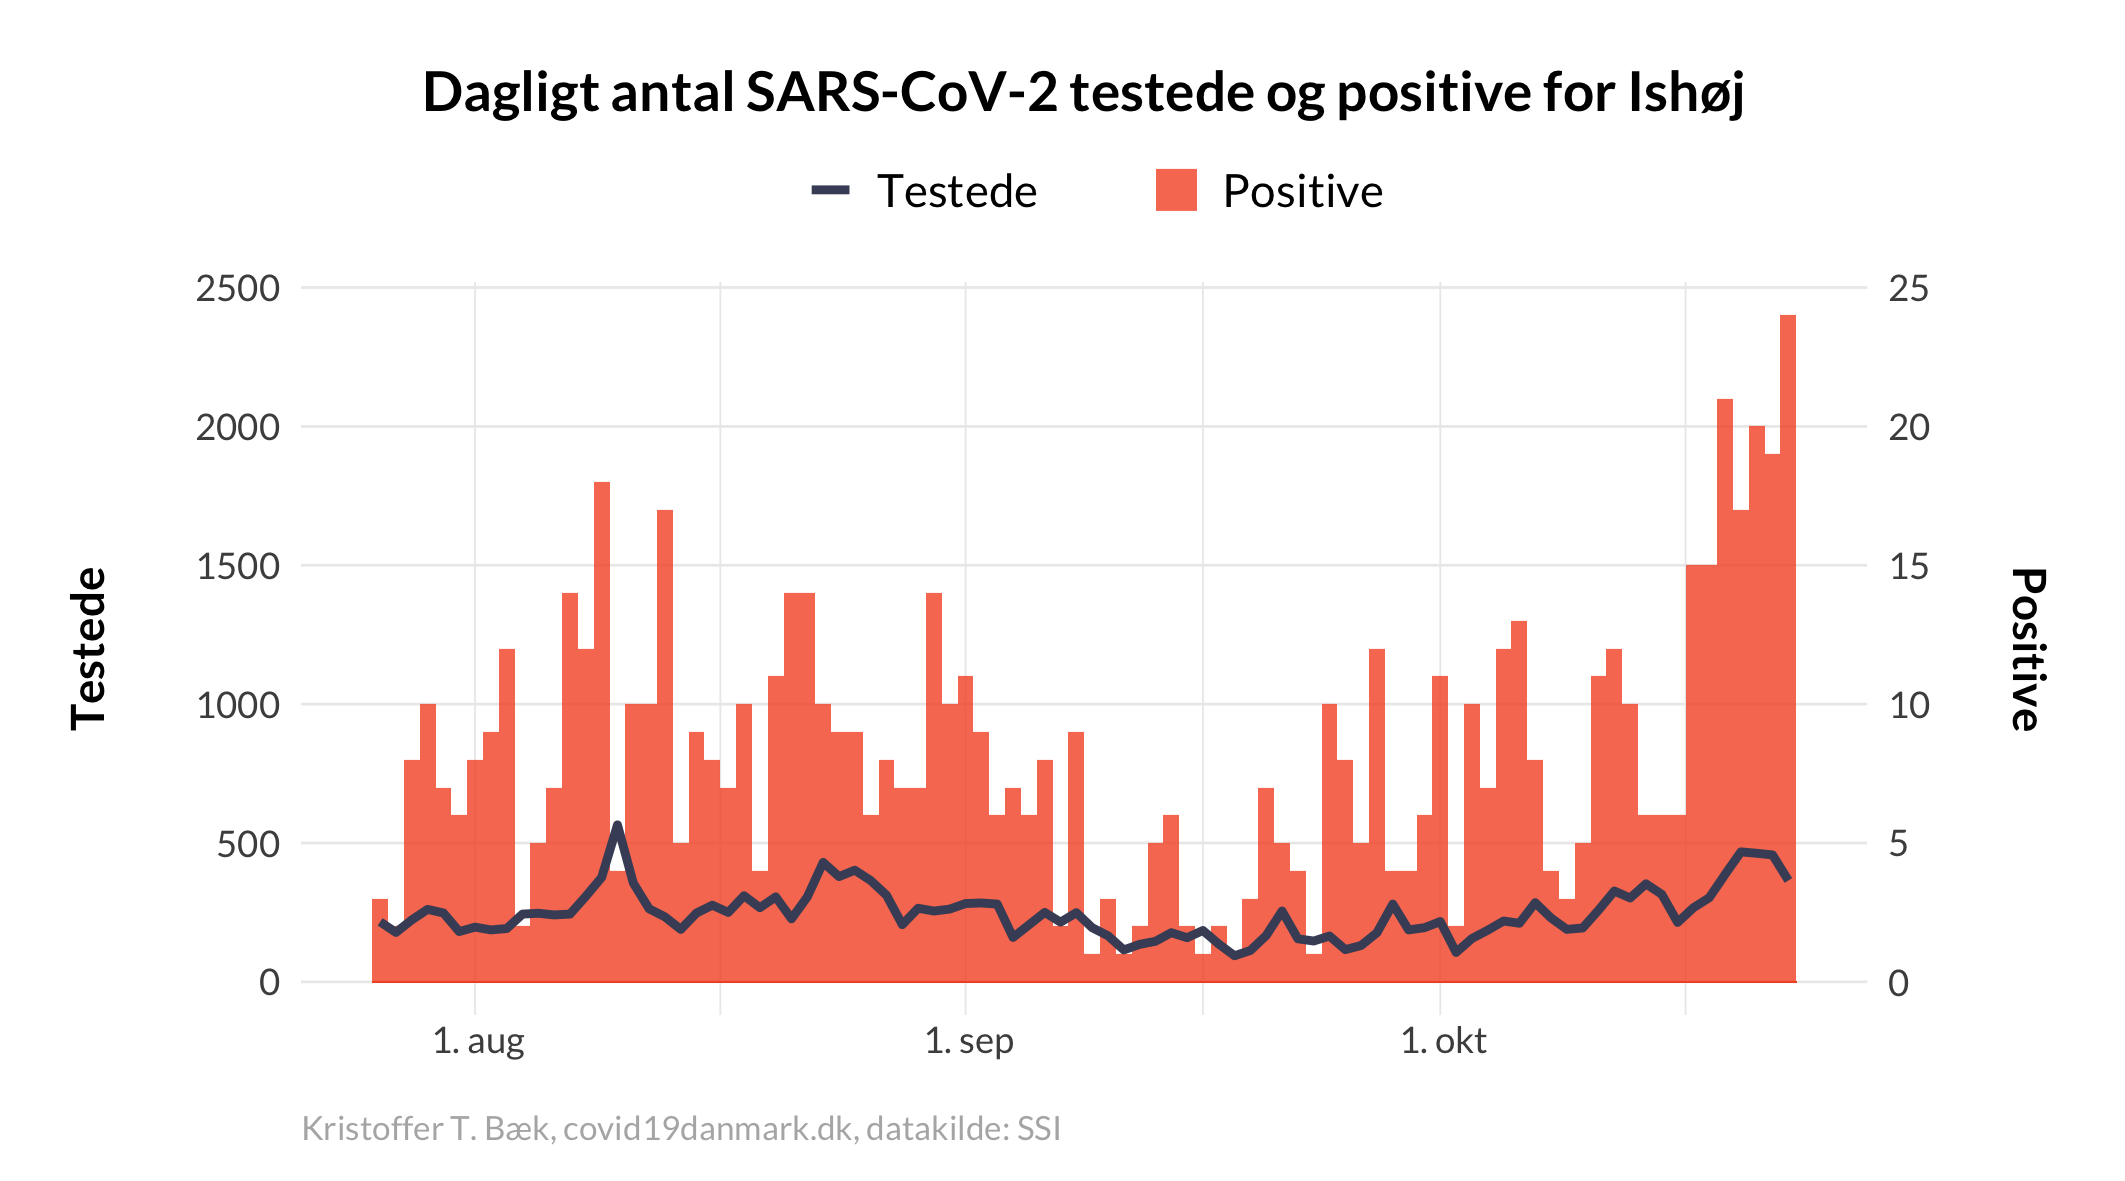 Dagligt antal SARS-CoV-2 testede og positive for Ishøj
Testede Positive
2500 25
2000 20
1500 15
1000 10
500 5
0 0
Testede
Positive
1. aug 1. sep 1. okt
Kristoffer T. Bæk, covid19danmark.dk, datakilde: SSI